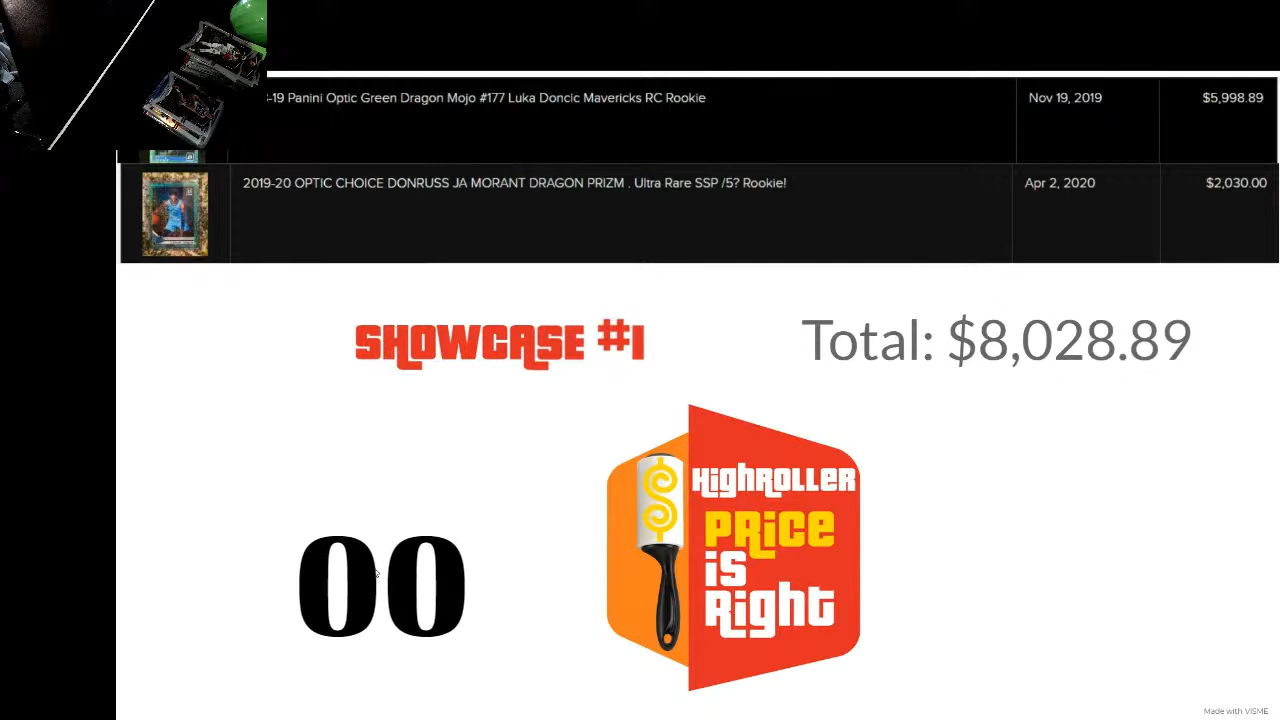 -19 Panini Optic Green Dragon Mojo #177 Luka Doncic Mavericks RC Rookie Nov 19, 2019 $5,998.89
2019-20 OPTIC CHOICE DONRUSS JA MORANT DRAGON PRIZM . Ultra Rare SSP /5? Rookie! Apr 2, 2020 $2,030.00
SHOWCASE #1 Total: $8,028.89
HighROLLER
PRice
is
Right
00
Made with VISME